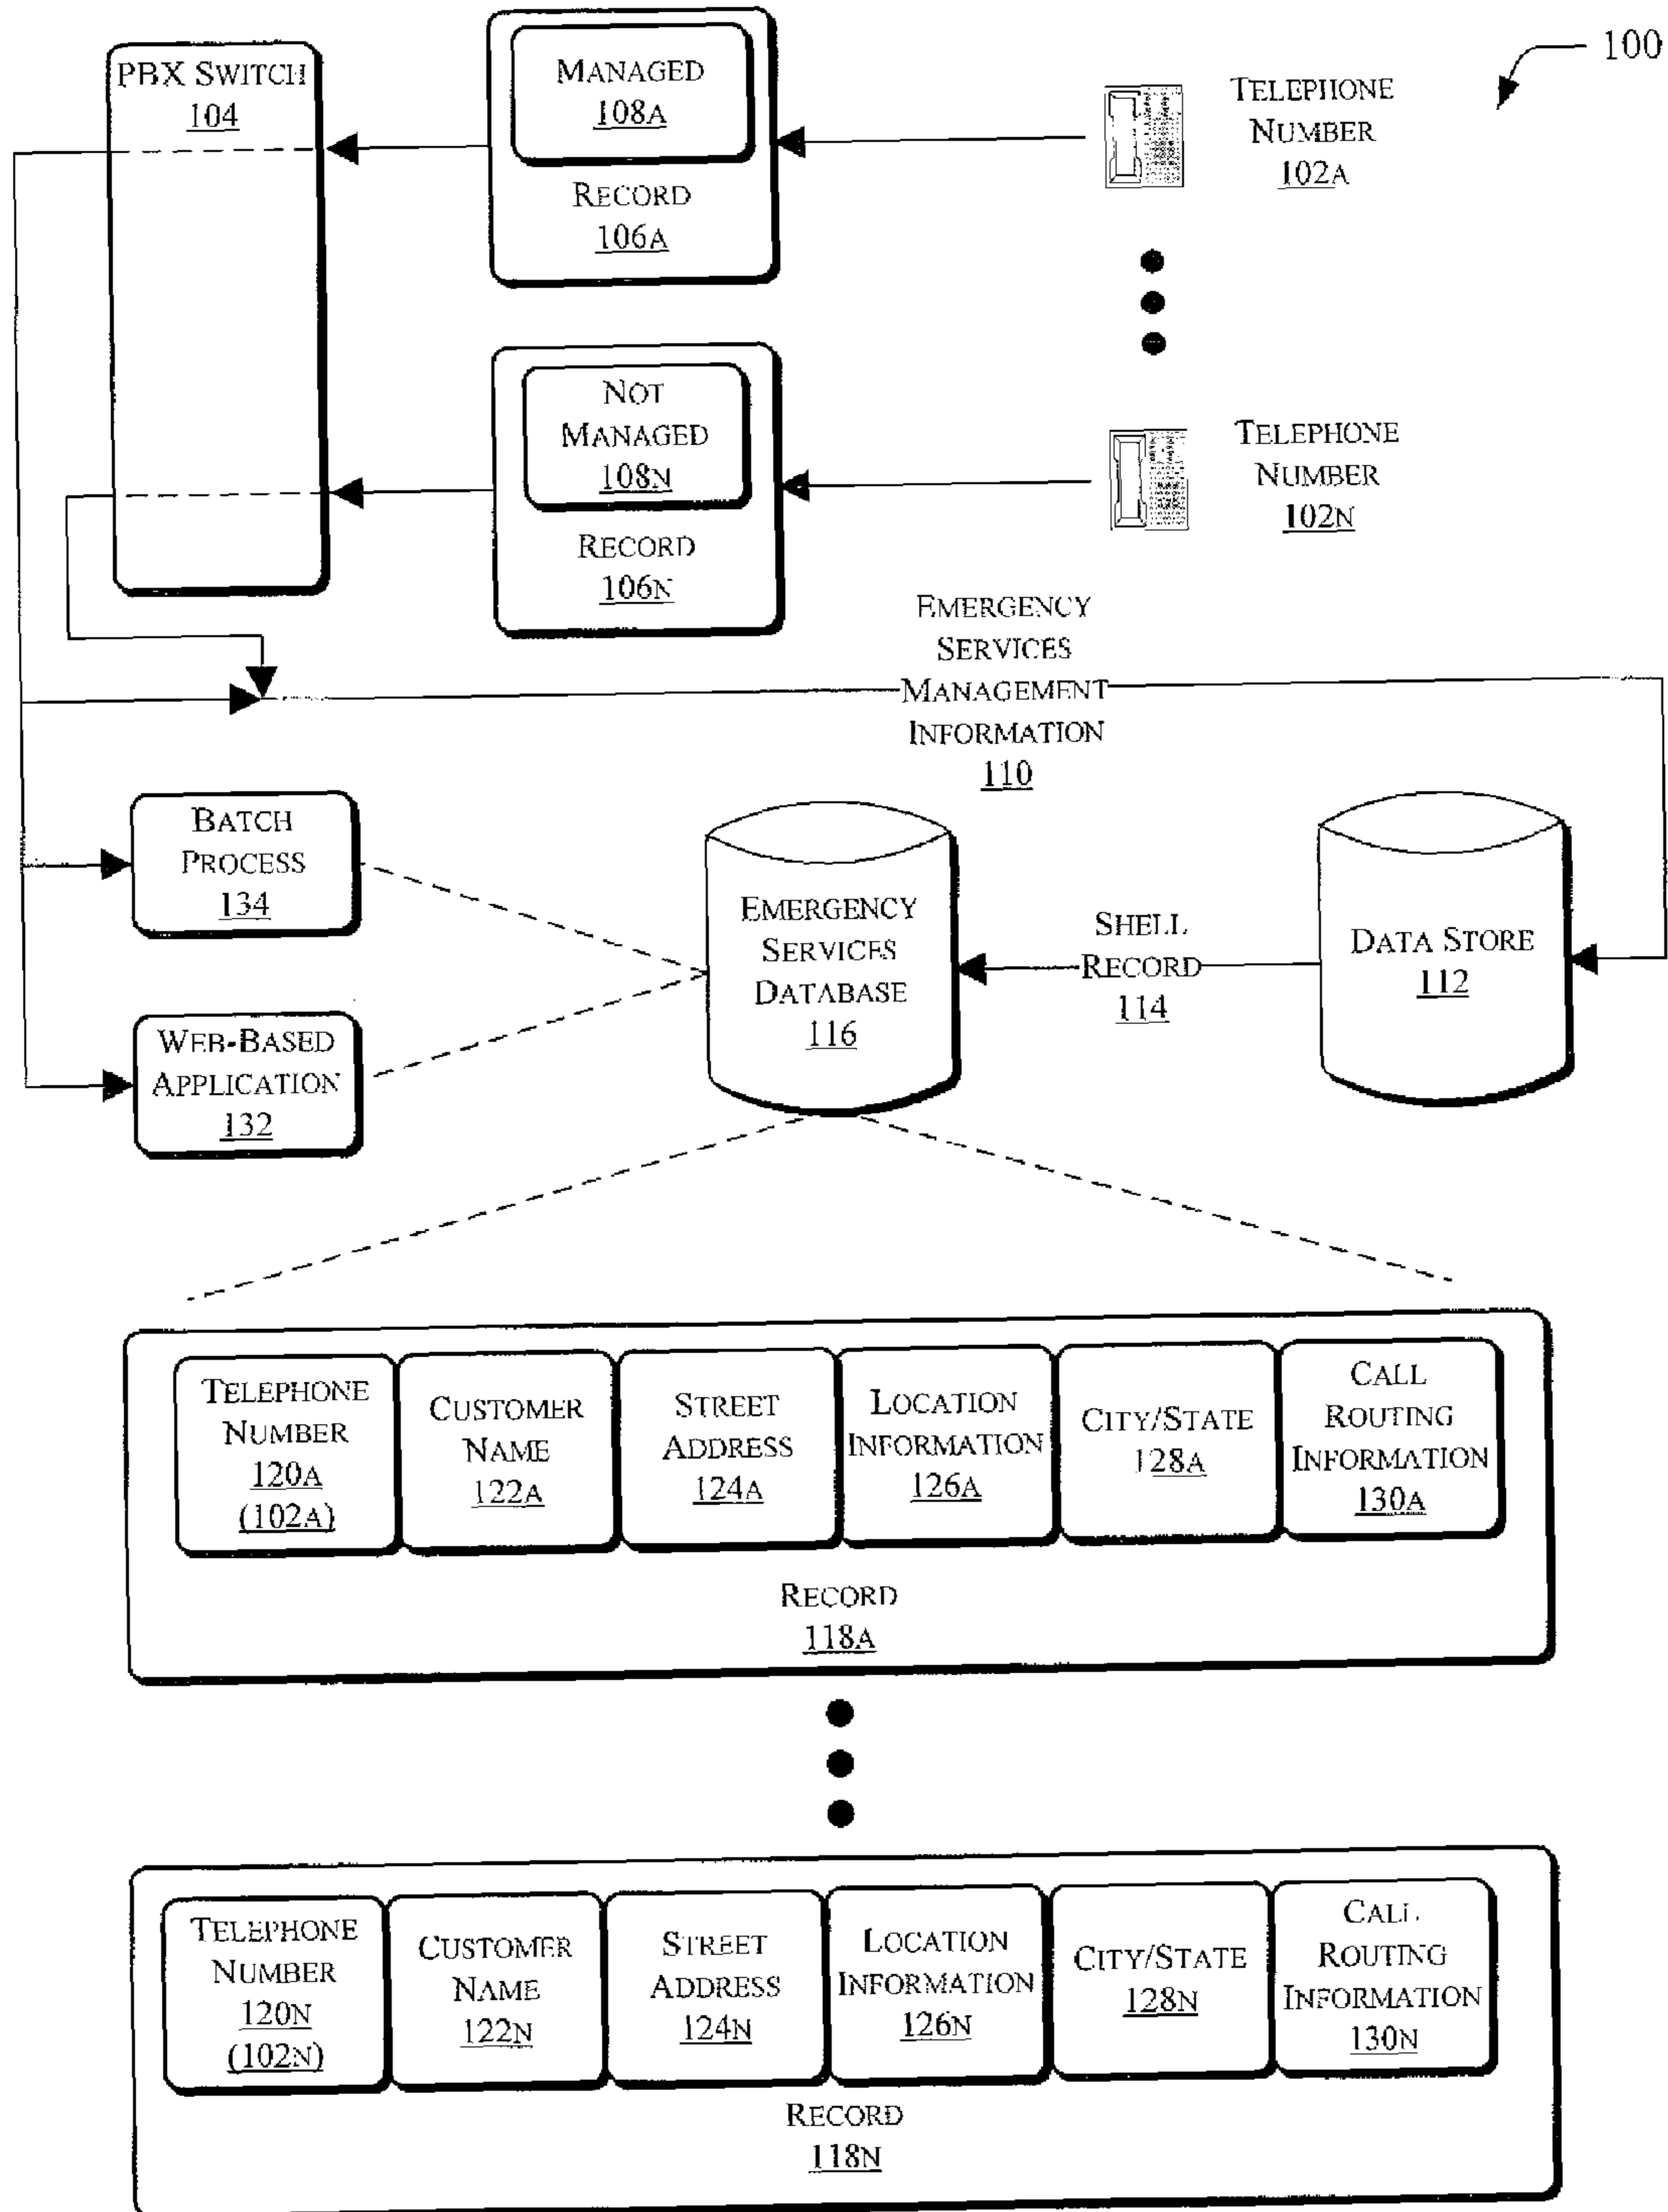 100
PBX SWITCH
104
MANAGED
108A
RECORD
106A
TELEPHONE
NUMBER
102A
NOT
MANAGED
108N
RECORD
106N
TELEPHONE
NUMBER
102N
EMERGENCY
SERVICES
MANAGEMENT
INFORMATION
110
BATCH
PROCESS
134
WEB-BASED
APPLICATION
132
EMERGENCY
SERVICES
DATABASE
116
SHELL
RECORD
114
DATA STORE
112
TELEPHONE
NUMBER
120A
(102A)
CUSTOMER
NAME
122A
STREET
ADDRESS
124A
LOCATION
INFORMATION
126A
CITY/STATE
128A
CALL
ROUTING
INFORMATION
130A
RECORD
118A
TELEPHONE
NUMBER
120N
(102N)
CUSTOMER
NAME
122N
STREET
ADDRESS
124N
LOCATION
INFORMATION
126N
CITY/STATE
128N
CALL
ROUTING
INFORMATION
130N
RECORD
118N